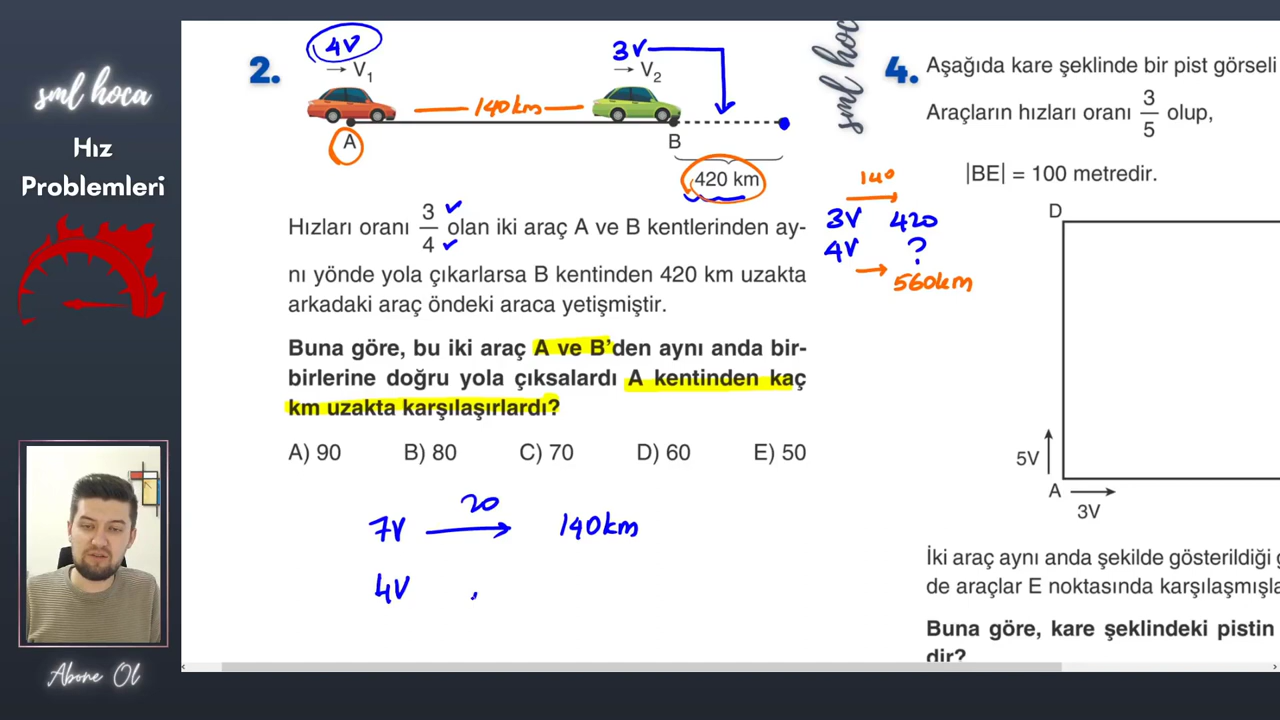 sml hoca
Hız
Problemleri
Abone Ol
2.
4V
3V
→ V1
→ V2
140km
A
B
420 km
Hızları oranı 3/4 olan iki araç A ve B kentlerinden ay-
nı yönde yola çıkarlarsa B kentinden 420 km uzakta
arkadaki araç öndeki araca yetişmiştir.
Buna göre, bu iki araç A ve B’den aynı anda bir-
birlerine doğru yola çıksalardı A kentinden kaç
km uzakta karşılaşırlardı?
A) 90 B) 80 C) 70 D) 60 E) 50
7V → 20 140km
4V
sml hoca
140
3V 420
4V ?
→ 560km
4. Aşağıda kare şeklinde bir pist görseli
Araçların hızları oranı 3/5 olup,
|BE| = 100 metredir.
D
5V
A
3V
İki araç aynı anda şekilde gösterildiği
de araçlar E noktasında karşılaşmışla
Buna göre, kare şeklindeki pistin
dir?